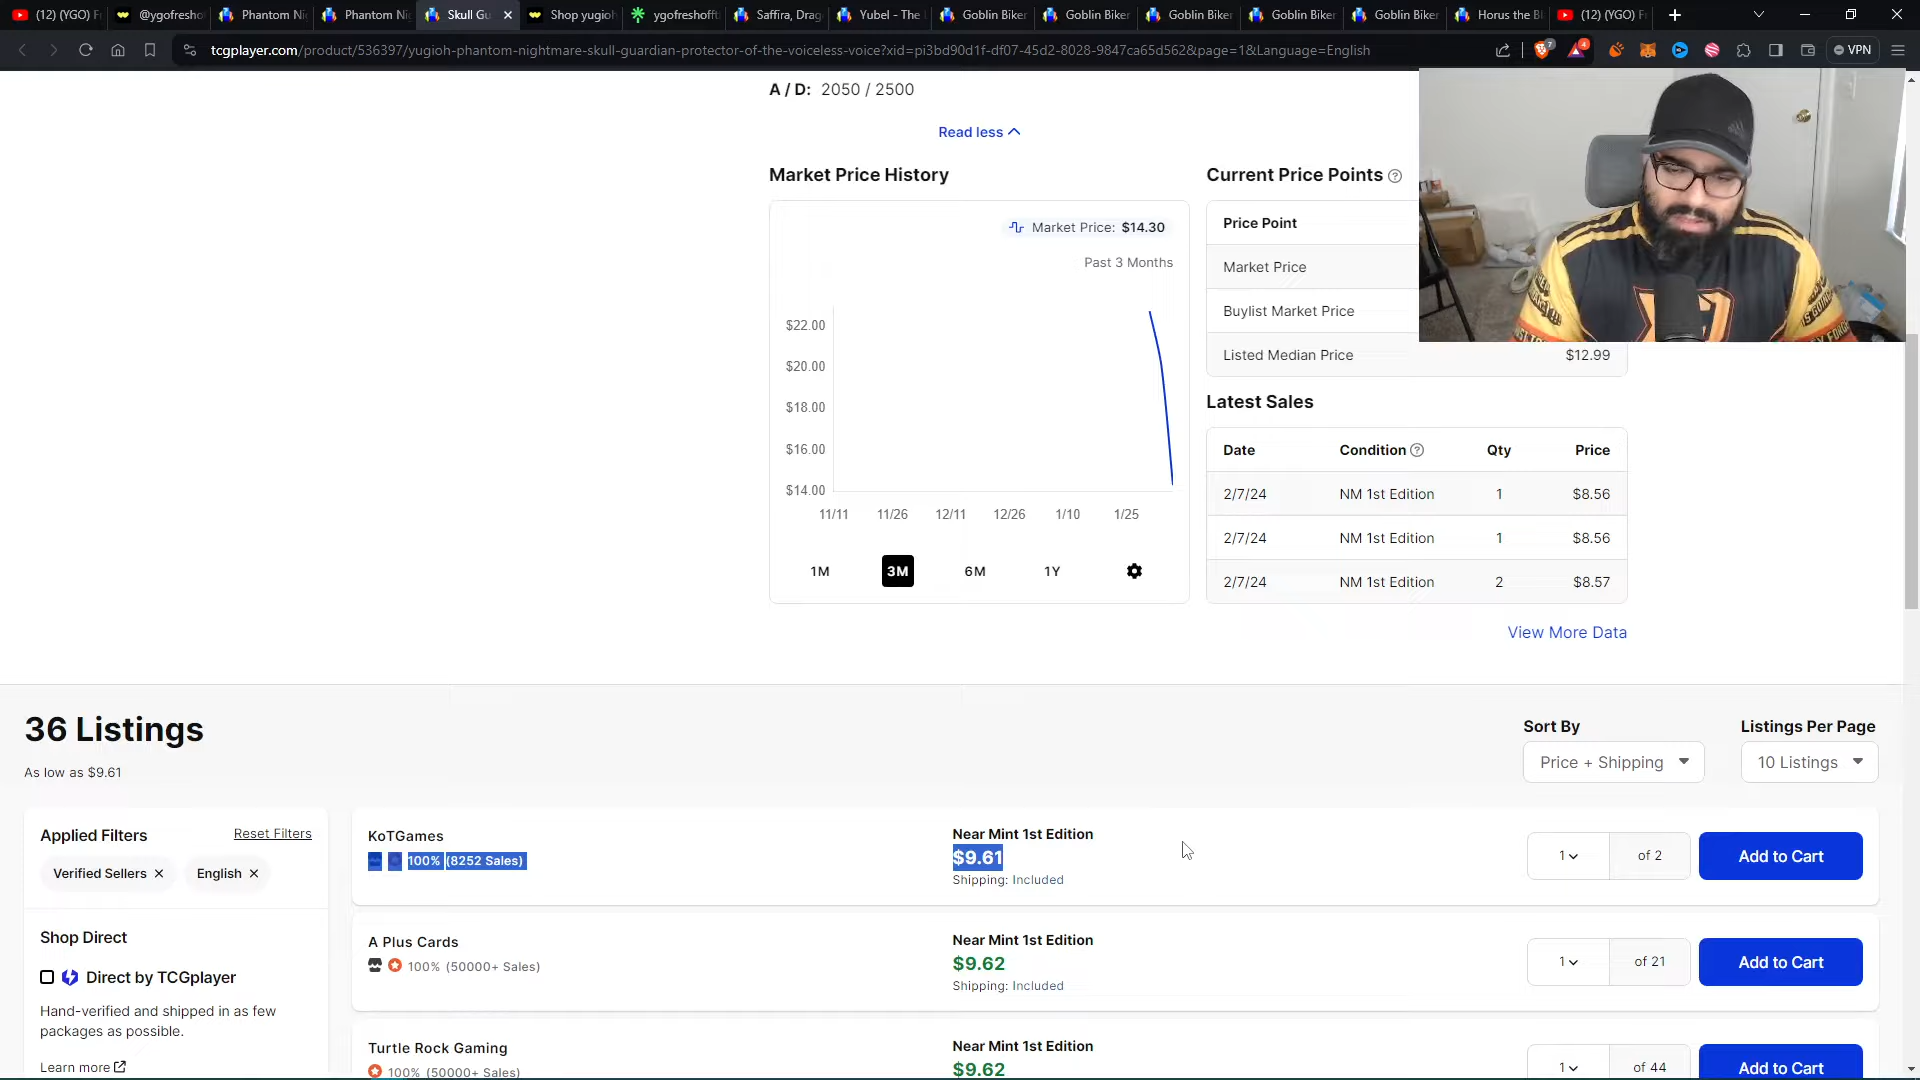 (12) (YGO) F
@ygofresho
Phantom Ni
Phantom Ni
Skull Gu
Shop yugioh
ygofreshoff
Saffira, Drag
Yubel - The
Goblin Biker
Goblin Biker
Goblin Biker
Goblin Biker
Goblin Biker
Horus the Bl
(12) (YGO) F
tcgplayer.com/product/536397/yugioh-phantom-nightmare-skull-guardian-protector-of-the-voiceless-voice?xid=pi3bd90d1f-df07-45d2-8028-9847ca65d562&page=1&Language=English
7
4
VPN
A / D: 2050 / 2500
Read less
Market Price History
Market Price: $14.30
Past 3 Months
$22.00
$20.00
$18.00
$16.00
$14.00
11/11 11/26 12/11 12/26 1/10 1/25
1M 3M 6M 1Y
Current Price Points
Price Point
Market Price
Buylist Market Price
Listed Median Price $12.99
Latest Sales
Date Condition Qty Price
2/7/24 NM 1st Edition 1 $8.56
2/7/24 NM 1st Edition 1 $8.56
2/7/24 NM 1st Edition 2 $8.57
View More Data
36 Listings
As low as $9.61
Sort By
Price + Shipping
Listings Per Page
10 Listings
Applied Filters Reset Filters
Verified Sellers English
Shop Direct
Direct by TCGplayer
Hand-verified and shipped in as few
packages as possible.
Learn more
KoTGames
100% (8252 Sales)
Near Mint 1st Edition
$9.61
Shipping: Included
1 of 2 Add to Cart
A Plus Cards
100% (50000+ Sales)
Near Mint 1st Edition
$9.62
Shipping: Included
1 of 21 Add to Cart
Turtle Rock Gaming
100% (50000+ Sales)
Near Mint 1st Edition
$9.62
1 of 44 Add to Cart